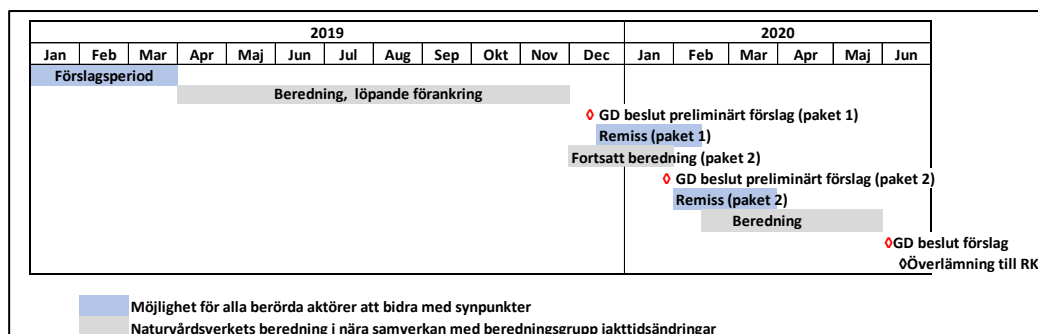 2019 2020
Jan Feb Mar Apr Maj Jun Jul Aug Sep Okt Nov Dec Jan Feb Mar Apr Maj Jun
Förslagsperiod
Beredning, löpande förankring
GD beslut preliminärt förslag (paket 1)
Remiss (paket 1)
Fortsatt beredning (paket 2)
GD beslut preliminärt förslag (paket 2)
Remiss (paket 2)
Beredning
GD beslut förslag
Överlämning till RK
Möjlighet för alla berörda aktörer att bidra med synpunkter
Naturvårdsverkets beredning i nära samverkan med beredningsgrupp jakttidsändringar